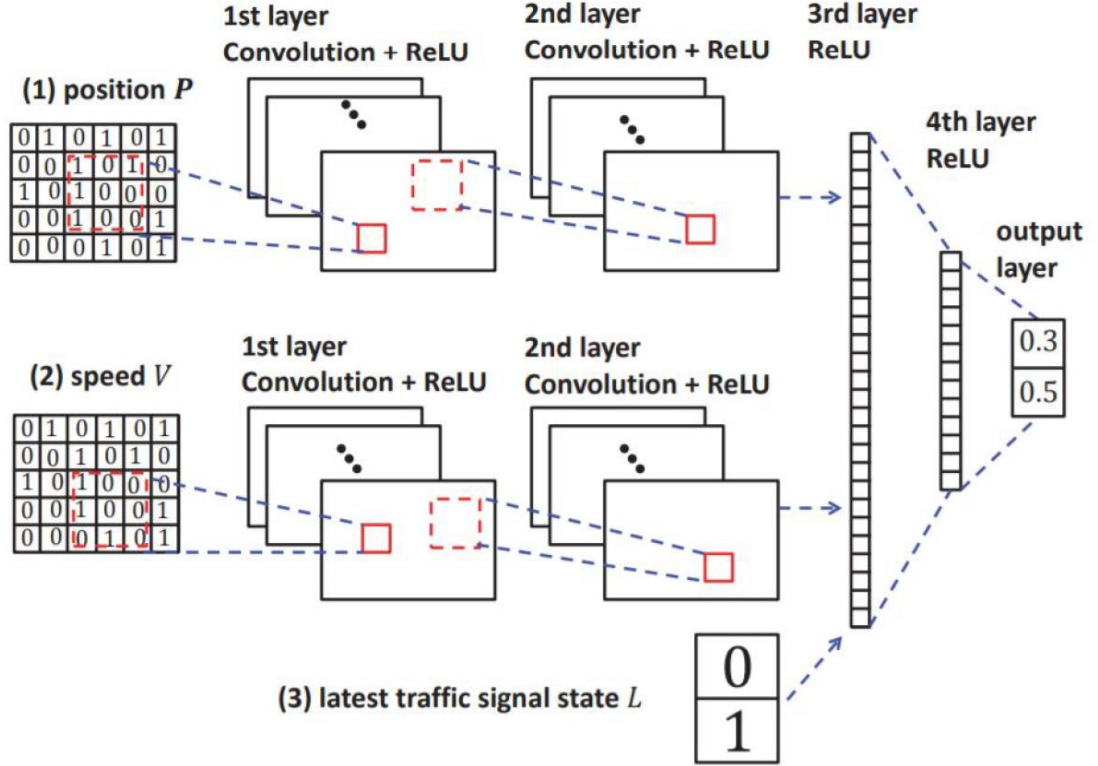 1st layer
Convolution + ReLU
2nd layer
Convolution + ReLU
3rd layer
ReLU
(1) position P
0 1 0 1 0 1
0 0 1 0 1 0
1 0 1 0 0 0
0 0 1 0 0 1
0 0 0 1 0 1
4th layer
ReLU
output
layer
0.3
0.5
1st layer
Convolution + ReLU
2nd layer
Convolution + ReLU
(2) speed V
0 1 0 1 0 1
0 0 1 0 1 0
1 0 1 0 0 0
0 0 1 0 0 1
0 0 0 1 0 1
(3) latest traffic signal state L
0
1